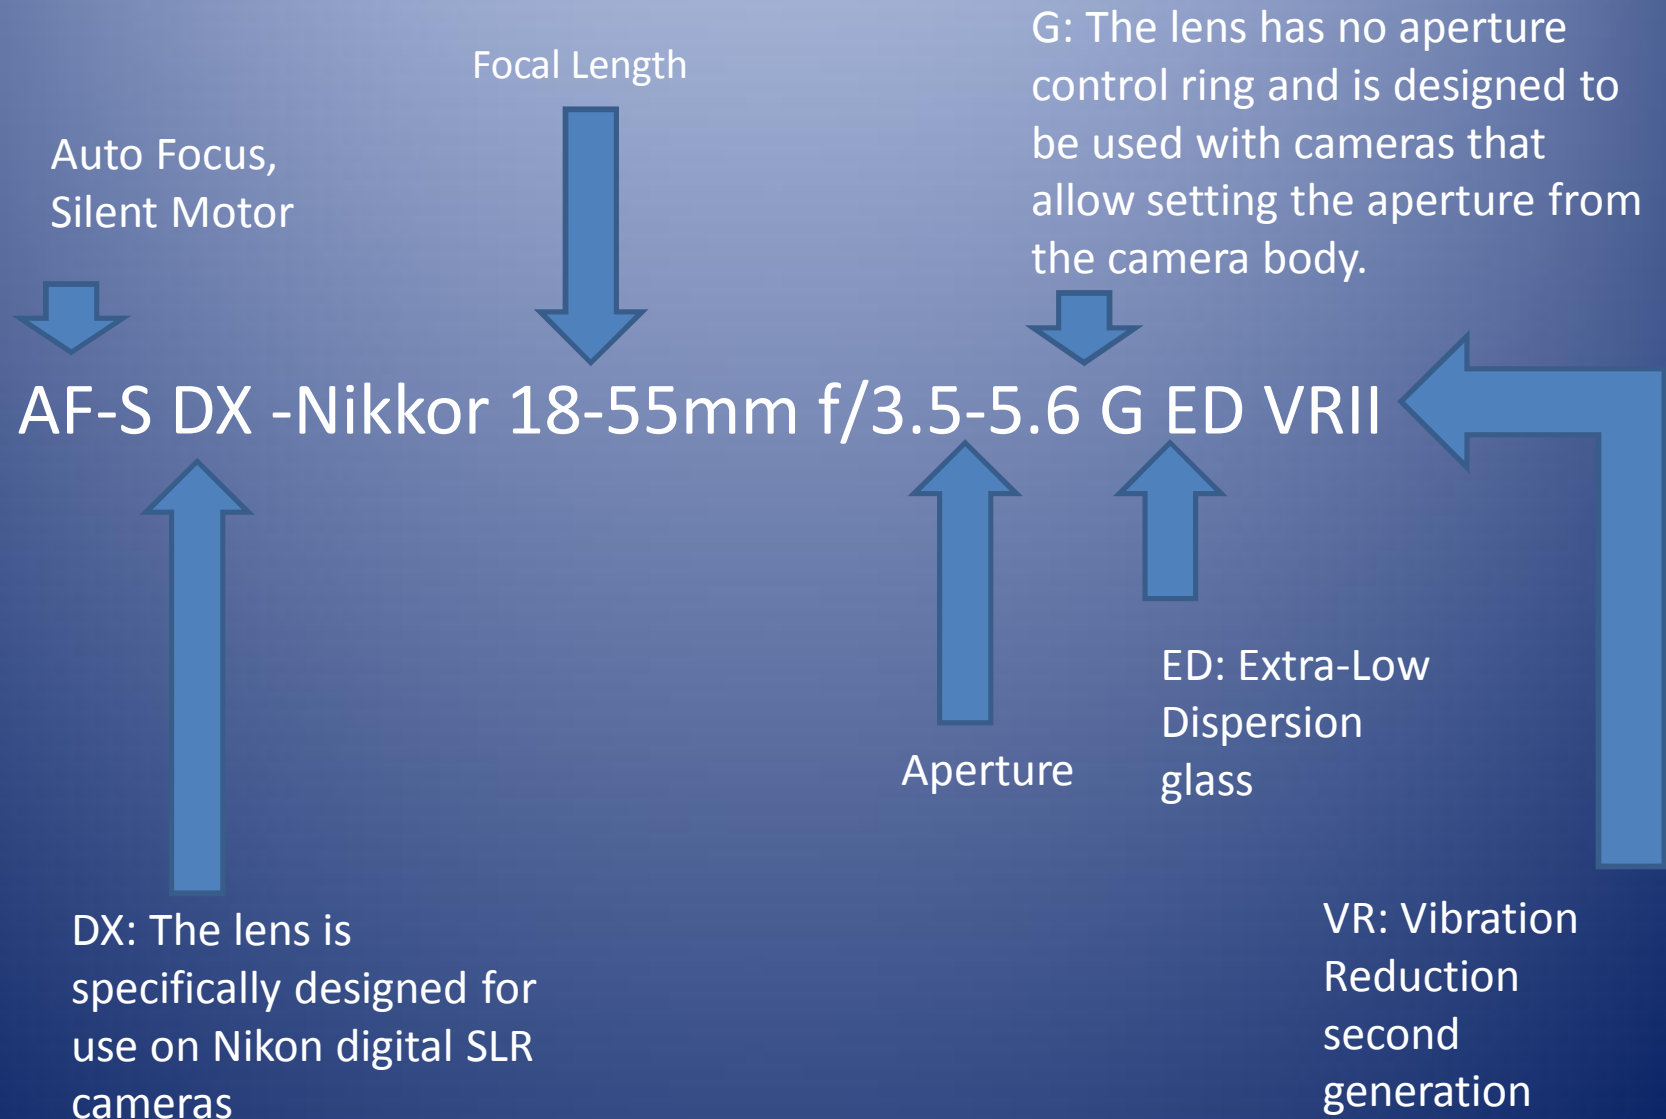 Focal Length
G: The lens has no aperture
control ring and is designed to
be used with cameras that
allow setting the aperture from
the camera body.
Auto Focus,
Silent Motor
AF-S DX -Nikkor 18-55mm f/3.5-5.6 G ED VRII
ED: Extra-Low
Dispersion
glass
Aperture
DX: The lens is
specifically designed for
use on Nikon digital SLR
cameras
VR: Vibration
Reduction
second
generation